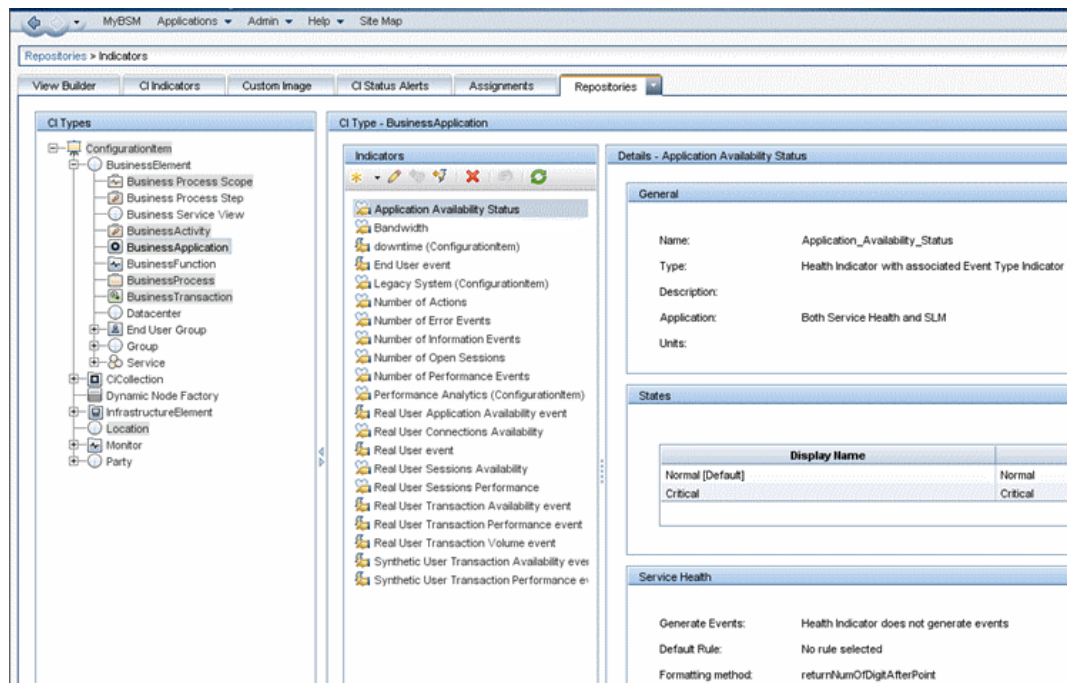 MyBSM Applications Admin Help Site Map
Repositories > Indicators
View Builder CI Indicators Custom Image CI Status Alerts Assignments Repositories
CI Types
ConfigurationItem
BusinessElement
Business Process Scope
Business Process Step
Business Service View
BusinessActivity
BusinessApplication
BusinessFunction
BusinessProcess
BusinessTransaction
Datacenter
End User Group
Group
Service
CiCollection
Dynamic Node Factory
InfrastructureElement
Location
Monitor
Party
CI Type - BusinessApplication
Indicators
Application Availability Status
Bandwidth
downtime (ConfigurationItem)
End User event
Legacy System (ConfigurationItem)
Number of Actions
Number of Error Events
Number of Information Events
Number of Open Sessions
Number of Performance Events
Performance Analytics (ConfigurationItem)
Real User Application Availability event
Real User Connections Availability
Real User event
Real User Sessions Availability
Real User Sessions Performance
Real User Transaction Availability event
Real User Transaction Performance event
Real User Transaction Volume event
Synthetic User Transaction Availability eve
Synthetic User Transaction Performance e
Details - Application Availability Status
General
Name: Application_Availability_Status
Type: Health Indicator with associated Event Type Indicator
Description:
Application: Both Service Health and SLM
Units:
States
Display Name
Normal [Default] Normal
Critical Critical
Service Health
Generate Events: Health Indicator does not generate events
Default Rule: No rule selected
Formatting method: returnNumOfDigitAfterPoint